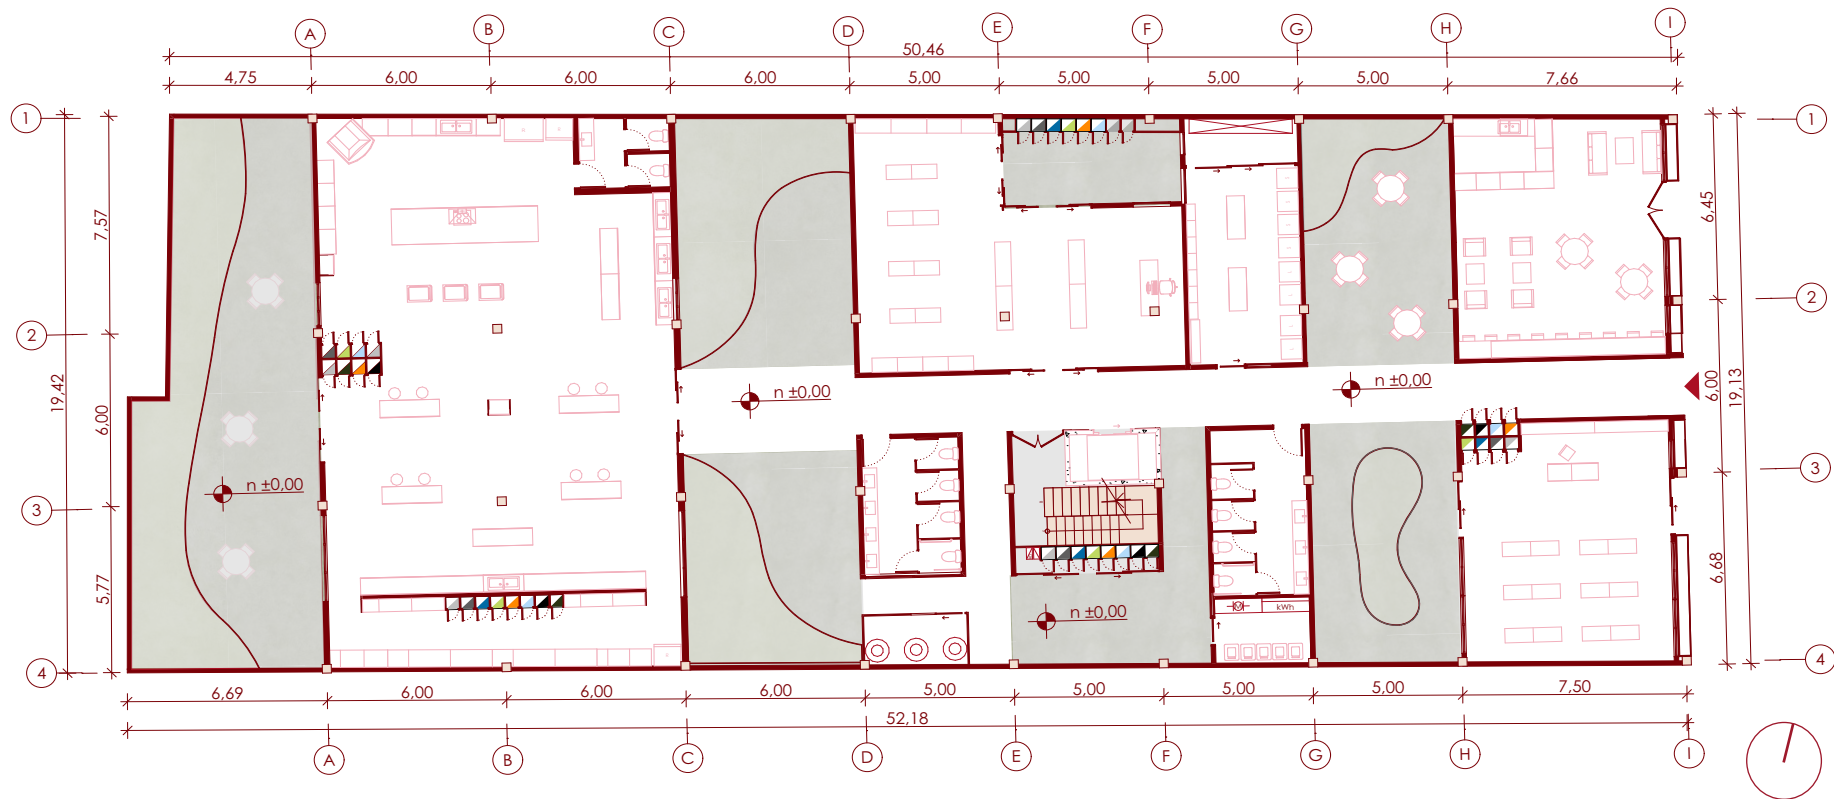 A B C D E F G H I
50,46
4,75 6,00 6,00 6,00 5,00 5,00 5,00 5,00 7,66
1 1
7,57 6,45
2 2
19,42 6,00 n ±0,00 n ±0,00 6,00 19,13
n ±0,00
3 3
5,77 n ±0,00 kWh 6,68
4 4
6,69 6,00 6,00 6,00 5,00 5,00 5,00 5,00 7,50
52,18
A B C D E F G H I